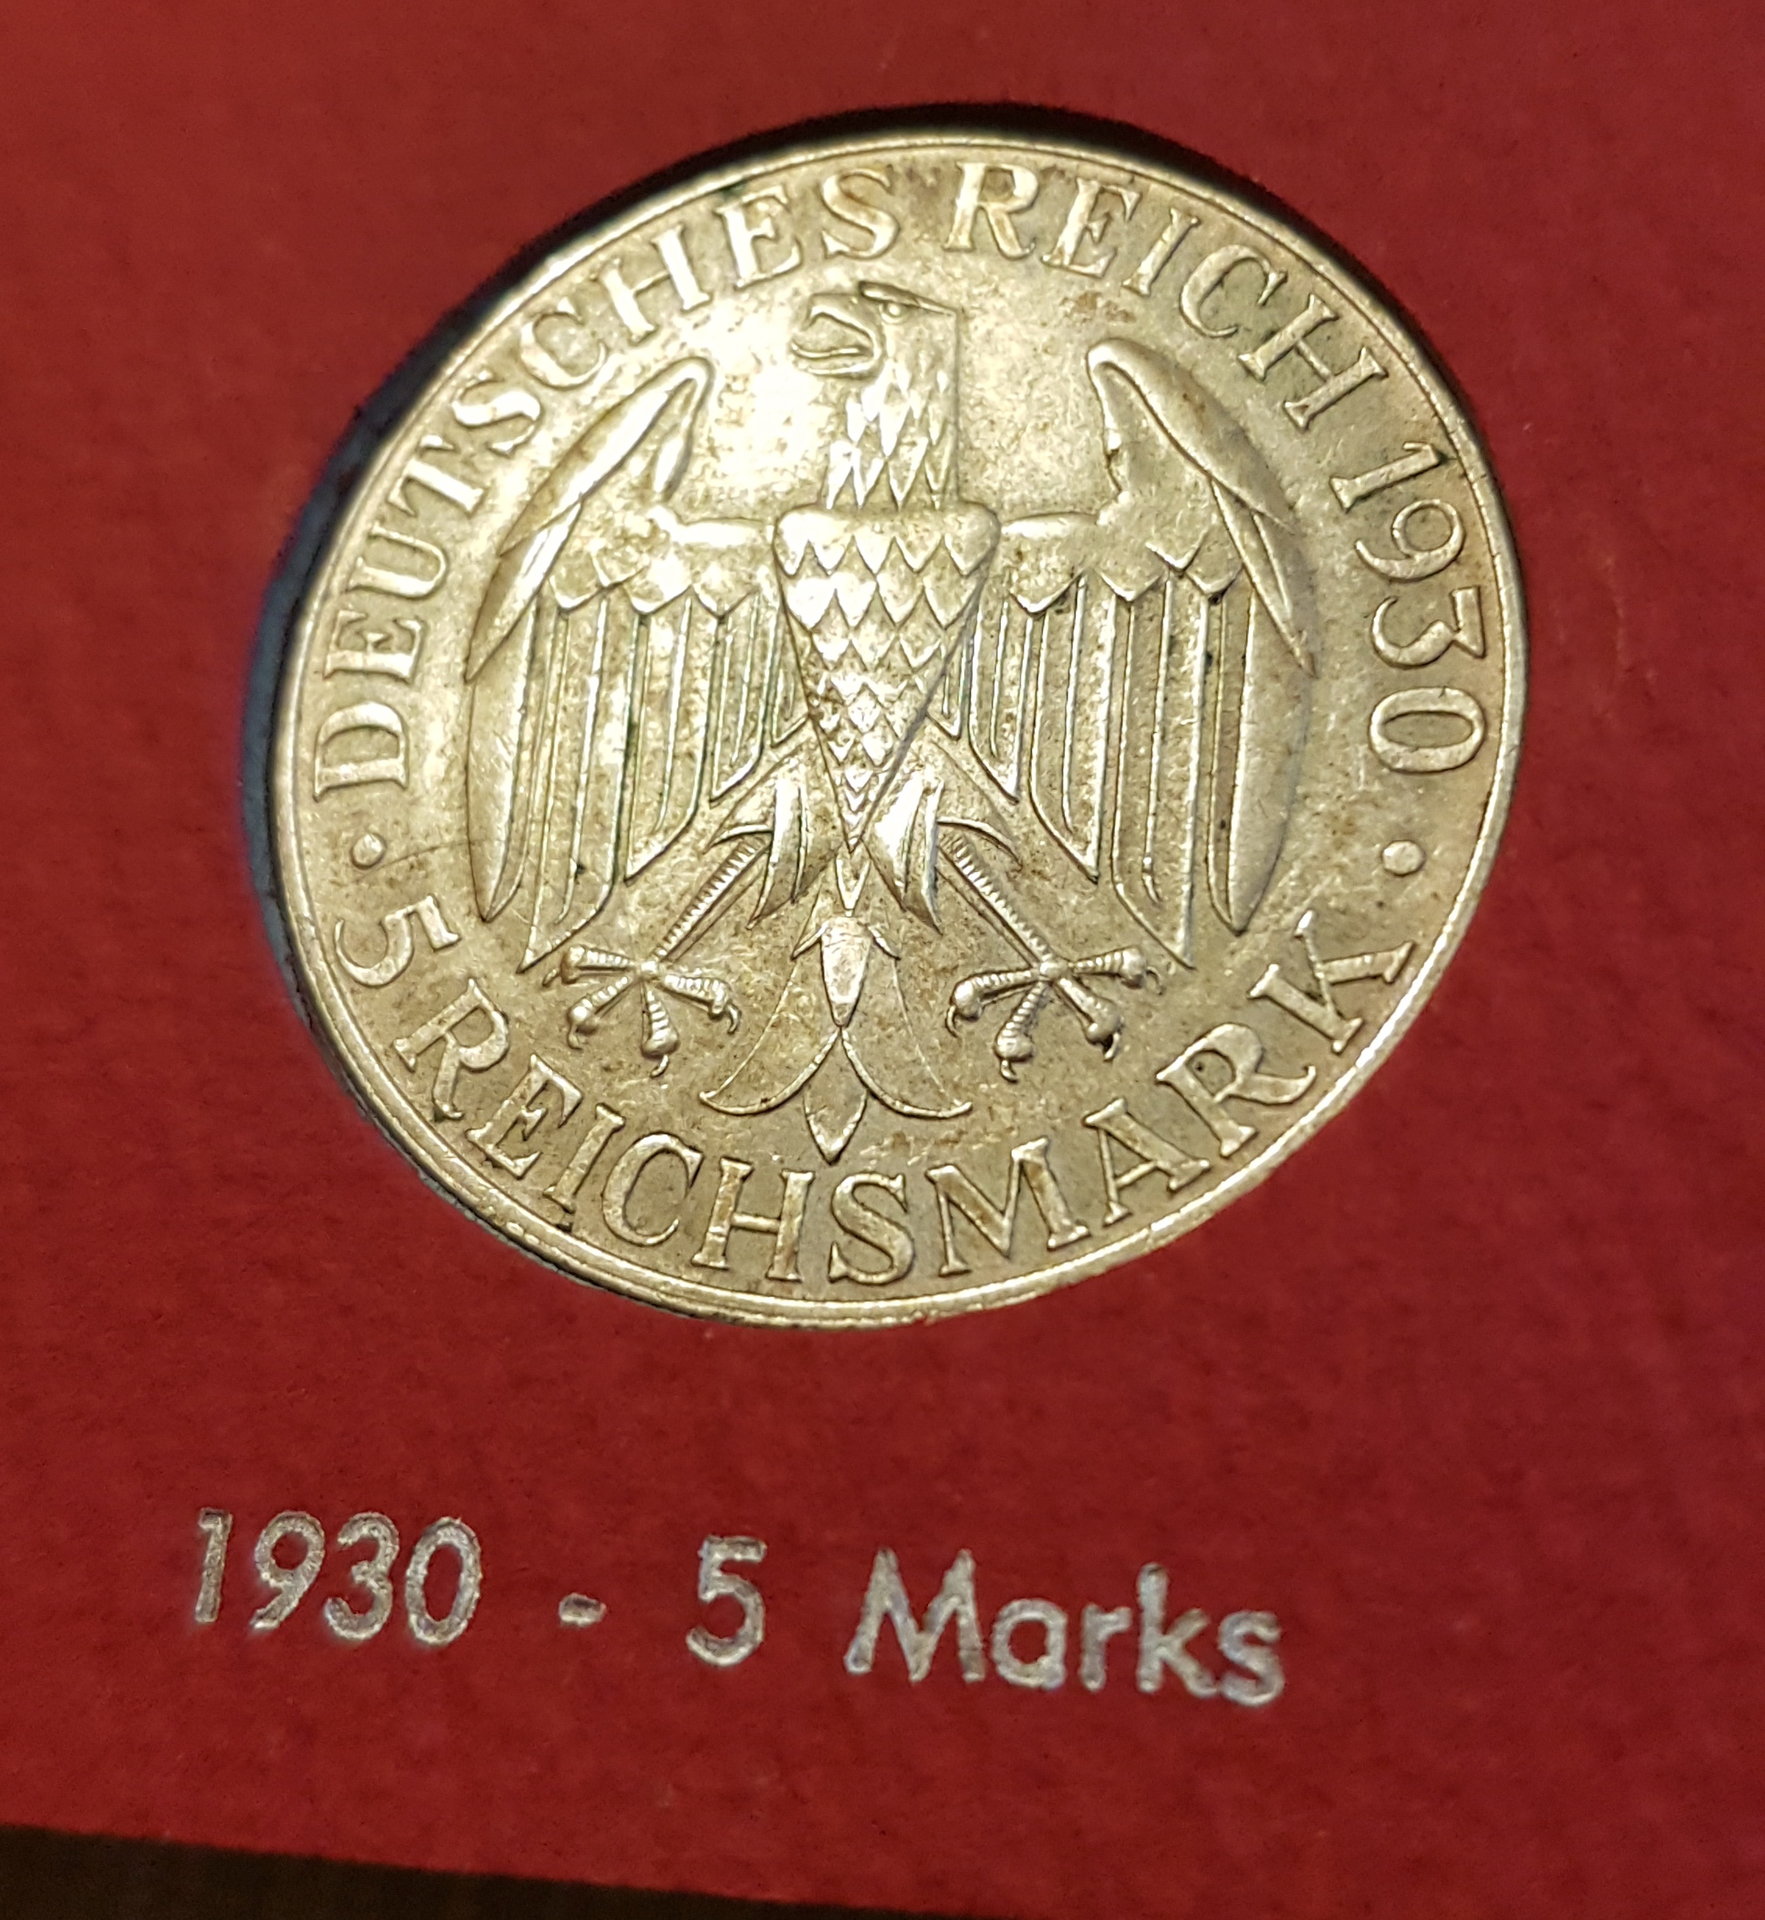 DEUTSCHES REICH 1930
· 5 REICHSMARK ·
1930 - 5 Marks